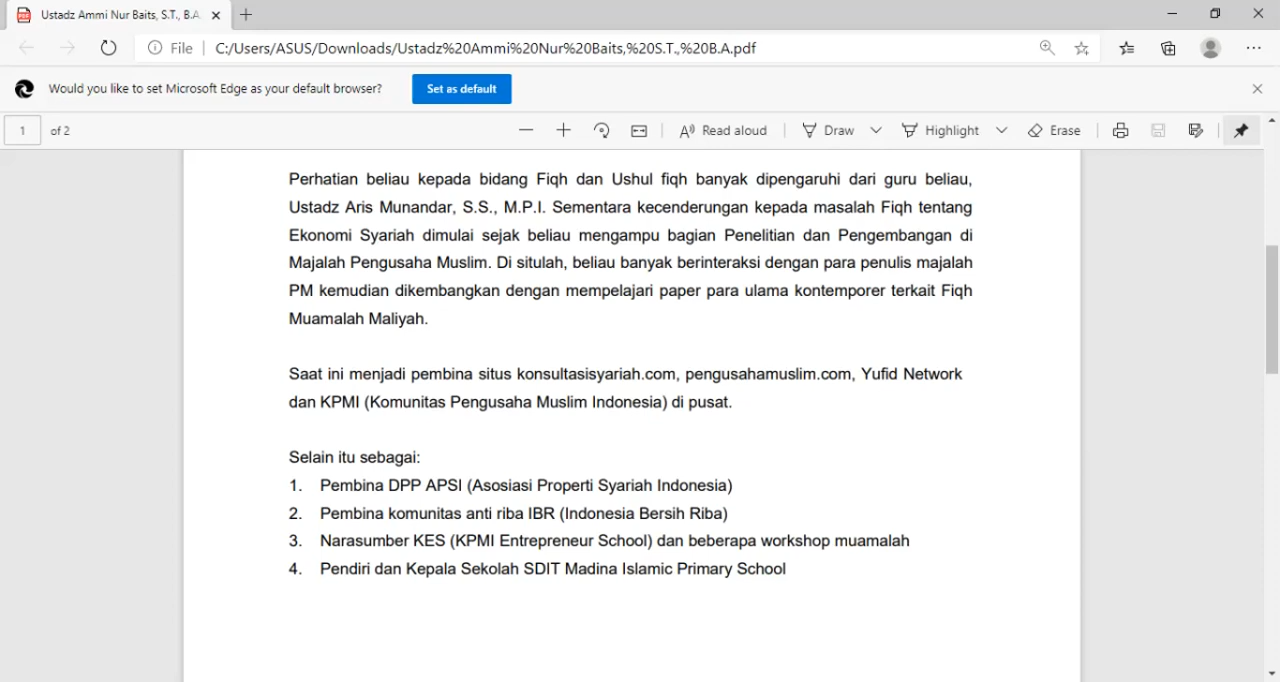 Ustadz Ammi Nur Baits, S.T., B.A.
File
C:/Users/ASUS/Downloads/Ustadz%20Ammi%20Nur%20Baits,%20S.T.,%20B.A.pdf
Would you like to set Microsoft Edge as your default browser?
Set as default
1 of 2
Read aloud
Draw
Highlight
Erase
Perhatian beliau kepada bidang Fiqh dan Ushul fiqh banyak dipengaruhi dari guru beliau,
Ustadz Aris Munandar, S.S., M.P.I. Sementara kecenderungan kepada masalah Fiqh tentang
Ekonomi Syariah dimulai sejak beliau mengampu bagian Penelitian dan Pengembangan di
Majalah Pengusaha Muslim. Di situlah, beliau banyak berinteraksi dengan para penulis majalah
PM kemudian dikembangkan dengan mempelajari paper para ulama kontemporer terkait Fiqh
Muamalah Maliyah.
Saat ini menjadi pembina situs konsultasisyariah.com, pengusahamuslim.com, Yufid Network
dan KPMI (Komunitas Pengusaha Muslim Indonesia) di pusat.
Selain itu sebagai:
1. Pembina DPP APSI (Asosiasi Properti Syariah Indonesia)
2. Pembina komunitas anti riba IBR (Indonesia Bersih Riba)
3. Narasumber KES (KPMI Entrepreneur School) dan beberapa workshop muamalah
4. Pendiri dan Kepala Sekolah SDIT Madina Islamic Primary School